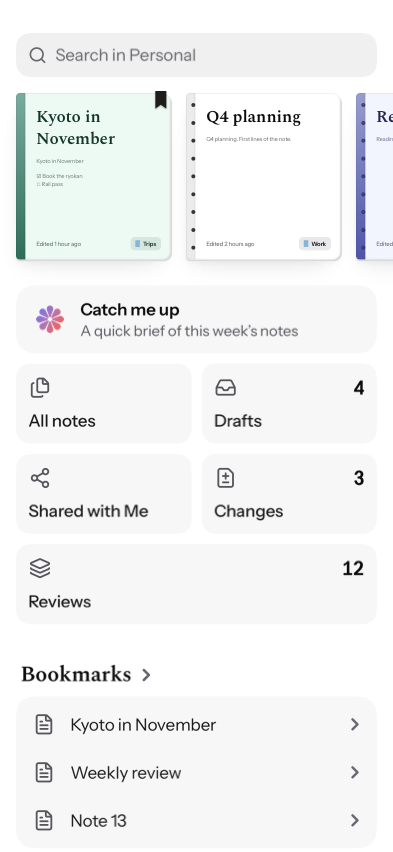 Search in Personal
Kyoto in
November
Kyoto in November
☑ Book the ryokan
☐ Rail pass
Edited 1 hour ago
Trips
Q4 planning
Q4 planning. First lines of the note.
Edited 2 hours ago
Work
Re
Readin
Edited
Catch me up
A quick brief of this week's notes
All notes
4
Drafts
Shared with Me
3
Changes
12
Reviews
Bookmarks
Kyoto in November
Weekly review
Note 13